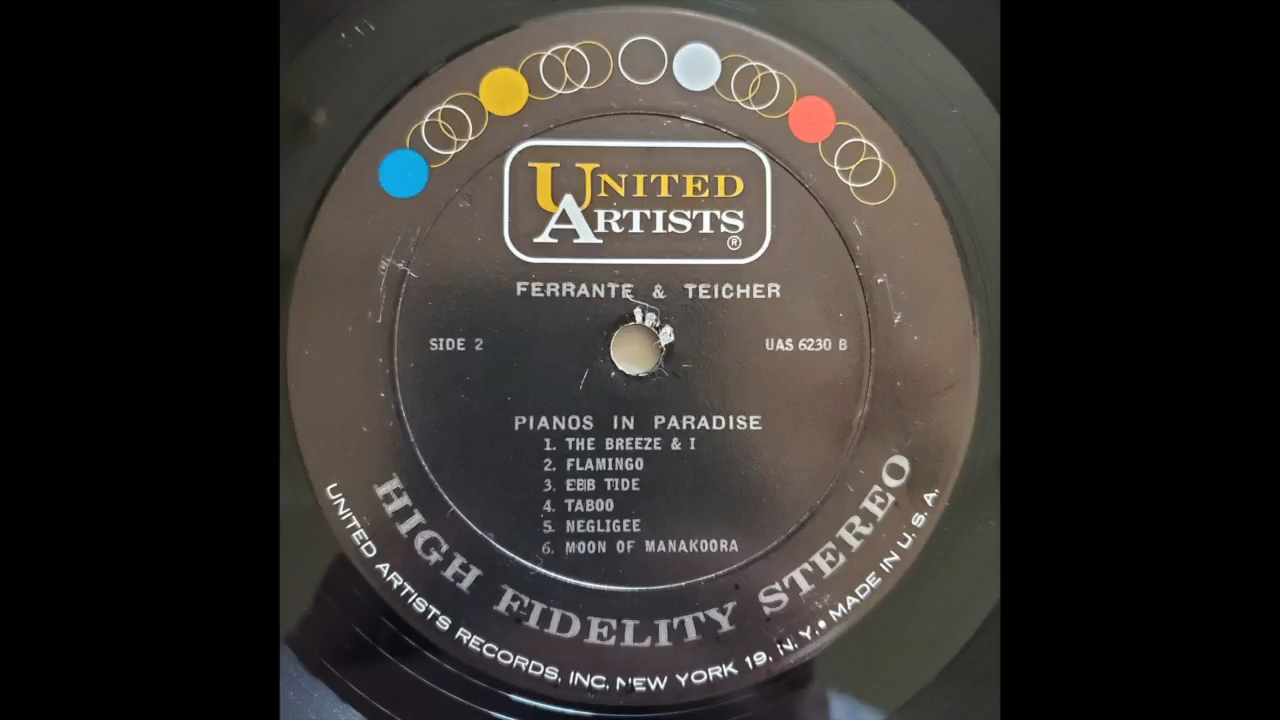 UNITED
ARTISTS
®
FERRANTE & TEICHER
SIDE 2
UAS 6230 B
PIANOS IN PARADISE
1. THE BREEZE & I
2. FLAMINGO
3. EBB TIDE
4. TABOO
5. NEGLIGEE
6. MOON OF MANAKOORA
HIGH FIDELITY STEREO
UNITED ARTISTS RECORDS, INC. NEW YORK 19, N.Y. • MADE IN U.S.A.